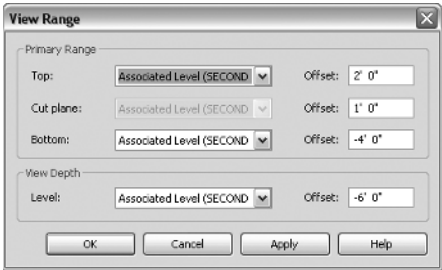 View Range
Primary Range
Top: Associated Level (SECOND Offset: 2' 0"
Cut plane: Associated Level (SECOND Offset: 1' 0"
Bottom: Associated Level (SECOND Offset: -4' 0"
View Depth
Level: Associated Level (SECOND Offset: -6' 0"
OK Cancel Apply Help